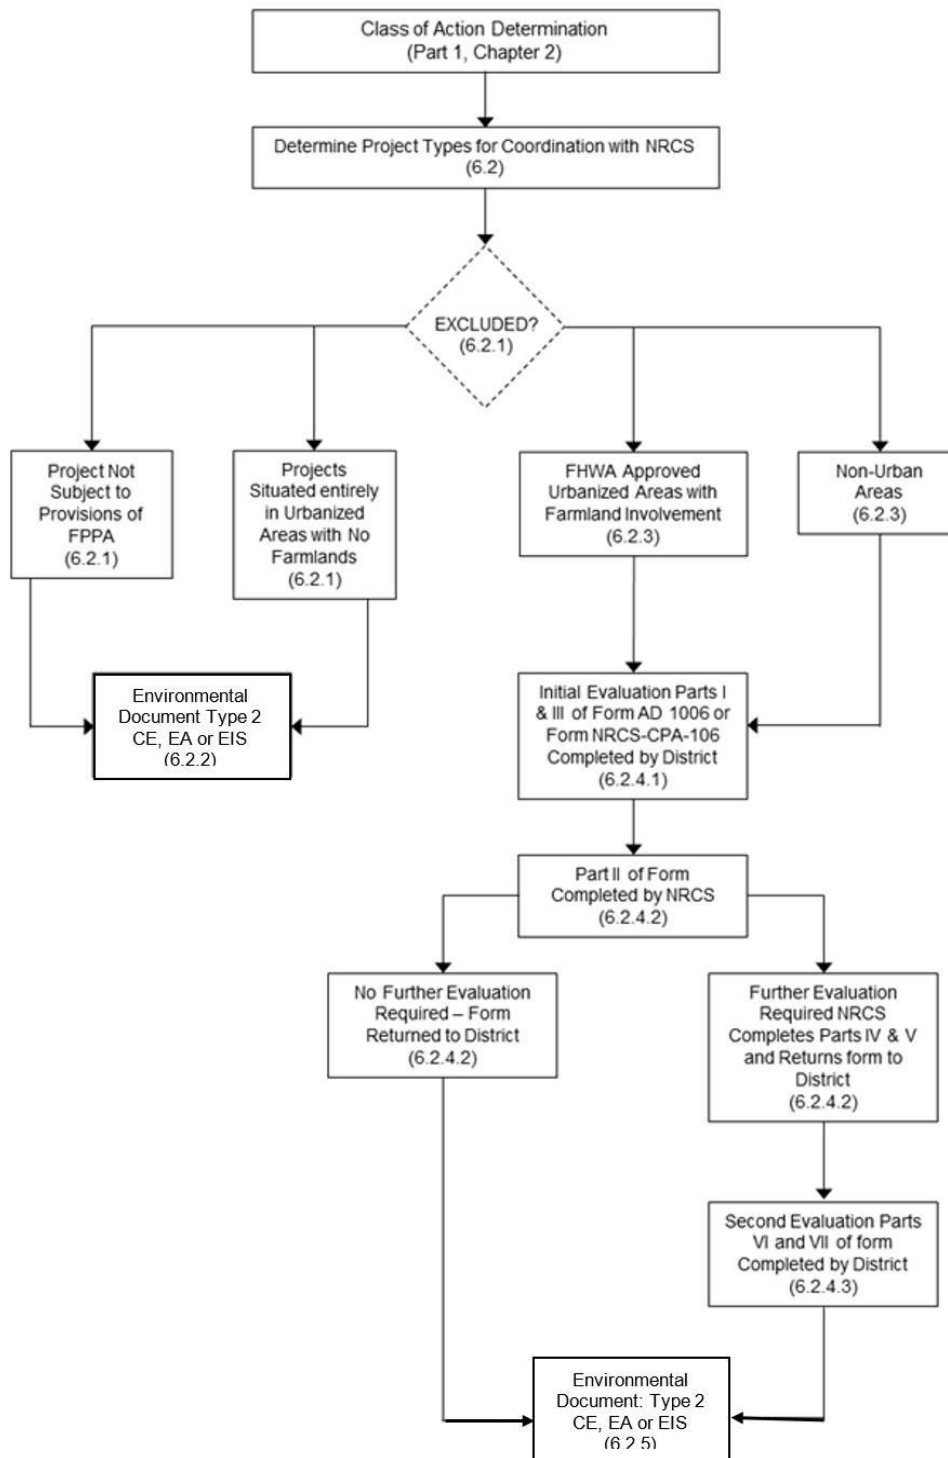 Class of Action Determination
(Part 1, Chapter 2)
Determine Project Types for Coordination with NRCS
(6.2)
EXCLUDED?
(6.2.1)
Project Not
Subject to
Provisions of
FPPA
(6.2.1)
Projects
Situated entirely
in Urbanized
Areas with No
Farmlands
(6.2.1)
FHWA Approved
Urbanized Areas with
Farmland Involvement
(6.2.3)
Non-Urban
Areas
(6.2.3)
Environmental
Document Type 2
CE, EA or EIS
(6.2.2)
Initial Evaluation Parts I
& III of Form AD 1006 or
Form NRCS-CPA-106
Completed by District
(6.2.4.1)
Part II of Form
Completed by NRCS
(6.2.4.2)
No Further Evaluation
Required – Form
Returned to District
(6.2.4.2)
Further Evaluation
Required NRCS
Completes Parts IV & V
and Returns form to
District
(6.2.4.2)
Second Evaluation Parts
VI and VII of form
Completed by District
(6.2.4.3)
Environmental
Document: Type 2
CE, EA or EIS
(6.2.5)